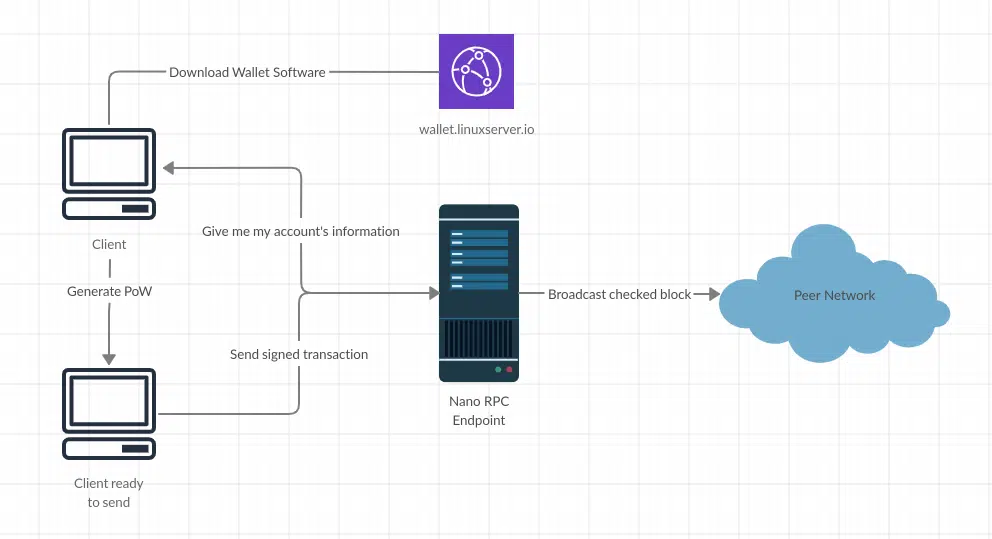 Download Wallet Software
wallet.linuxserver.io
Client
Give me my account's information
Generate PoW
Broadcast checked block
Peer Network
Send signed transaction
Nano RPC
Endpoint
Client ready
to send